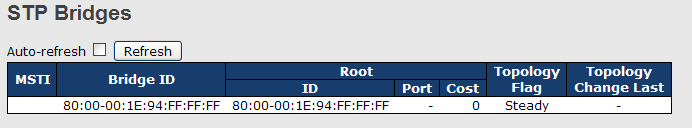 STP Bridges
Auto-refresh Refresh
MSTI Bridge ID Root Topology Flag Topology Change Last
ID Port Cost
80:00-00:1E:94:FF:FF:FF 80:00-00:1E:94:FF:FF:FF - 0 Steady -